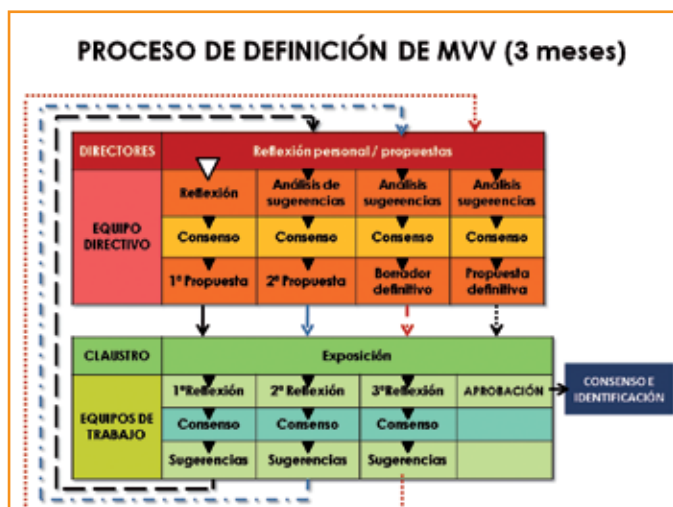 PROCESO DE DEFINICIÓN DE MVV (3 meses)
DIRECTORES
Reflexión personal / propuestas
EQUIPO
DIRECTIVO
Reflexión
Análisis de
sugerencias
Análisis
sugerencias
Análisis
sugerencias
Consenso
Consenso
Consenso
Consenso
1ª Propuesta
2ª Propuesta
Borrador
definitivo
Propuesta
definitiva
CLAUSTRO
Exposición
EQUIPOS DE
TRABAJO
1ªReflexión
2ª Reflexión
3ªReflexión
APROBACIÓN
CONSENSO E
IDENTIFICACIÓN
Consenso
Consenso
Consenso
Sugerencias
Sugerencias
Sugerencias